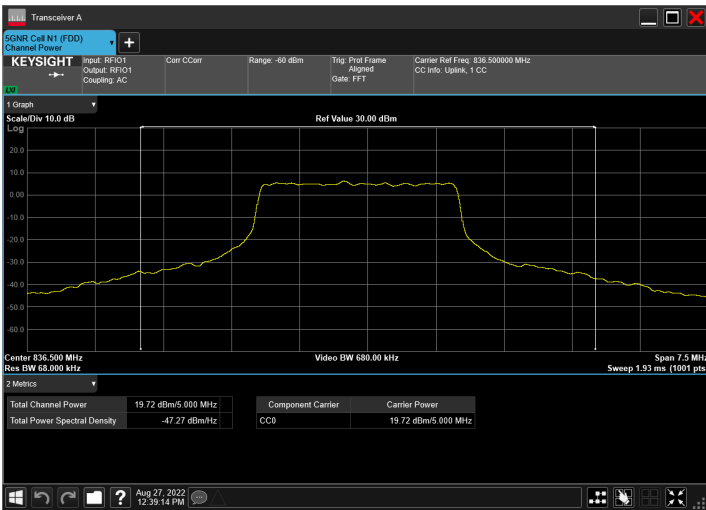 Transceiver A
5GNR Cell N1 (FDD)
Channel Power
KEYSIGHT
LXI
Input: RFIO1
Output: RFIO1
Coupling: AC
Corr CCorr
Range: -60 dBm
Trig: Prot Frame
Aligned
Gate: FFT
Carrier Ref Freq: 836.500000 MHz
CC Info: Uplink, 1 CC
1 Graph
Scale/Div 10.0 dB
Ref Value 30.00 dBm
Log
20.0
10.0
0.00
-10.0
-20.0
-30.0
-40.0
-50.0
-60.0
Center 836.500 MHz
Video BW 680.00 kHz
Span 7.5 MHz
Res BW 68.000 kHz
Sweep 1.93 ms (1001 pts
2 Metrics
Total Channel Power 19.72 dBm/5.000 MHz
Total Power Spectral Density -47.27 dBm/Hz
Component Carrier Carrier Power
CC0 19.72 dBm/5.000 MHz
?
Aug 27, 2022
12:39:14 PM